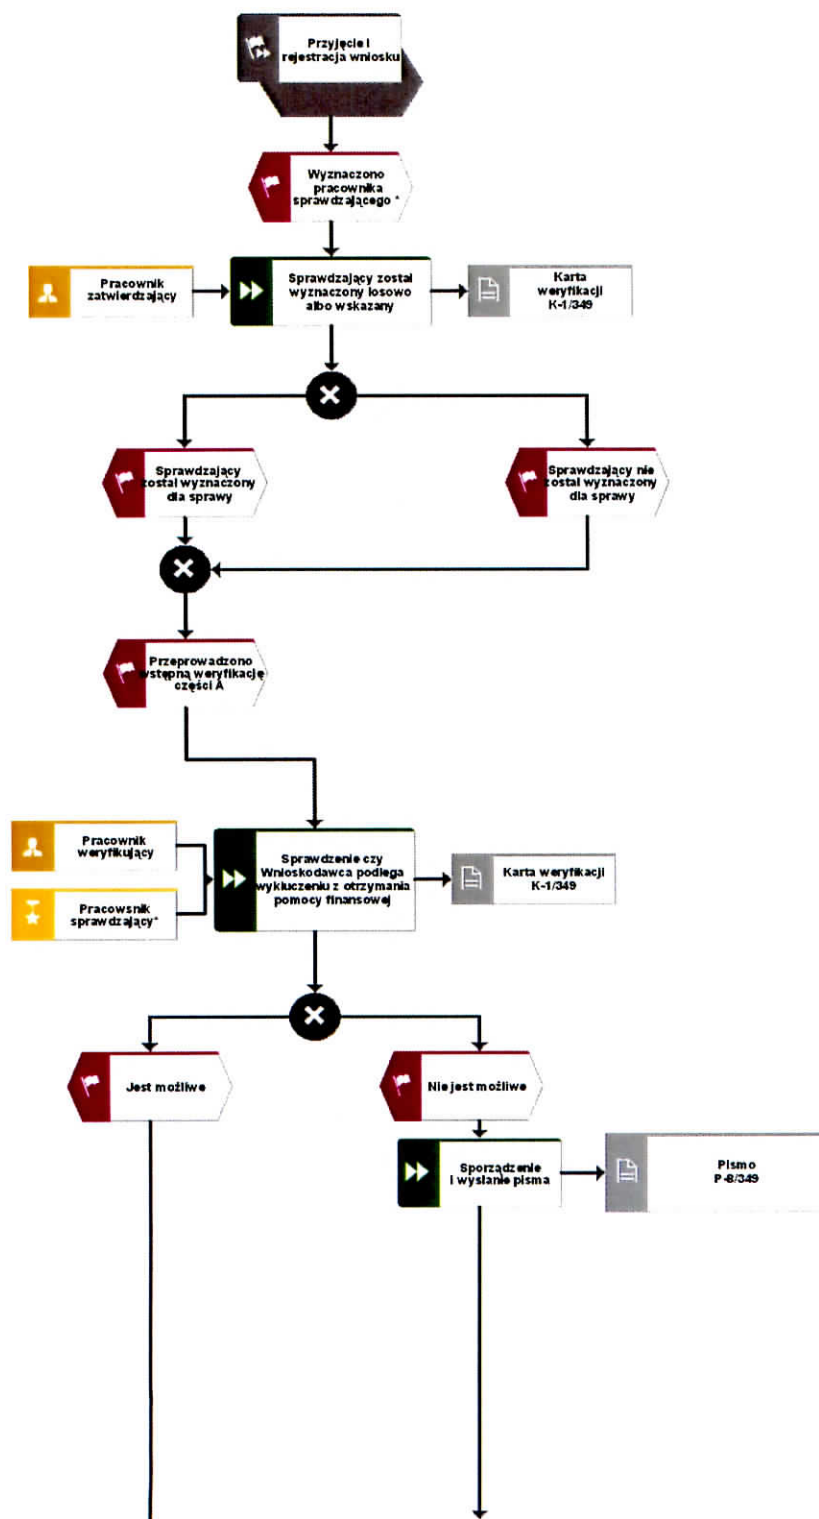 Przyjęcie i
rejestracja wniosku
Wyznaczono
pracownika
sprawdzającego *
Pracownik
zatwierdzający
Sprawdzający został
wyznaczony losowo
albo wskazany
Karta
weryfikacji
K-1/349
Sprawdzający
został wyznaczony
dla sprawy
Sprawdzający nie
został wyznaczony
dla sprawy
Przeprowadzono
wstępną weryfikację
części A
Pracownik
weryfikujący
Pracowsnik
sprawdzający*
Sprawdzenie czy
Wnioskodawca podlega
wykluczeniu z otrzymania
pomocy finansowej
Karta weryfikacji
K-1/349
Jest możliwe
Nie jest możliwe
Sporządzenie
i wysłanie pisma
Pismo
P-8/349